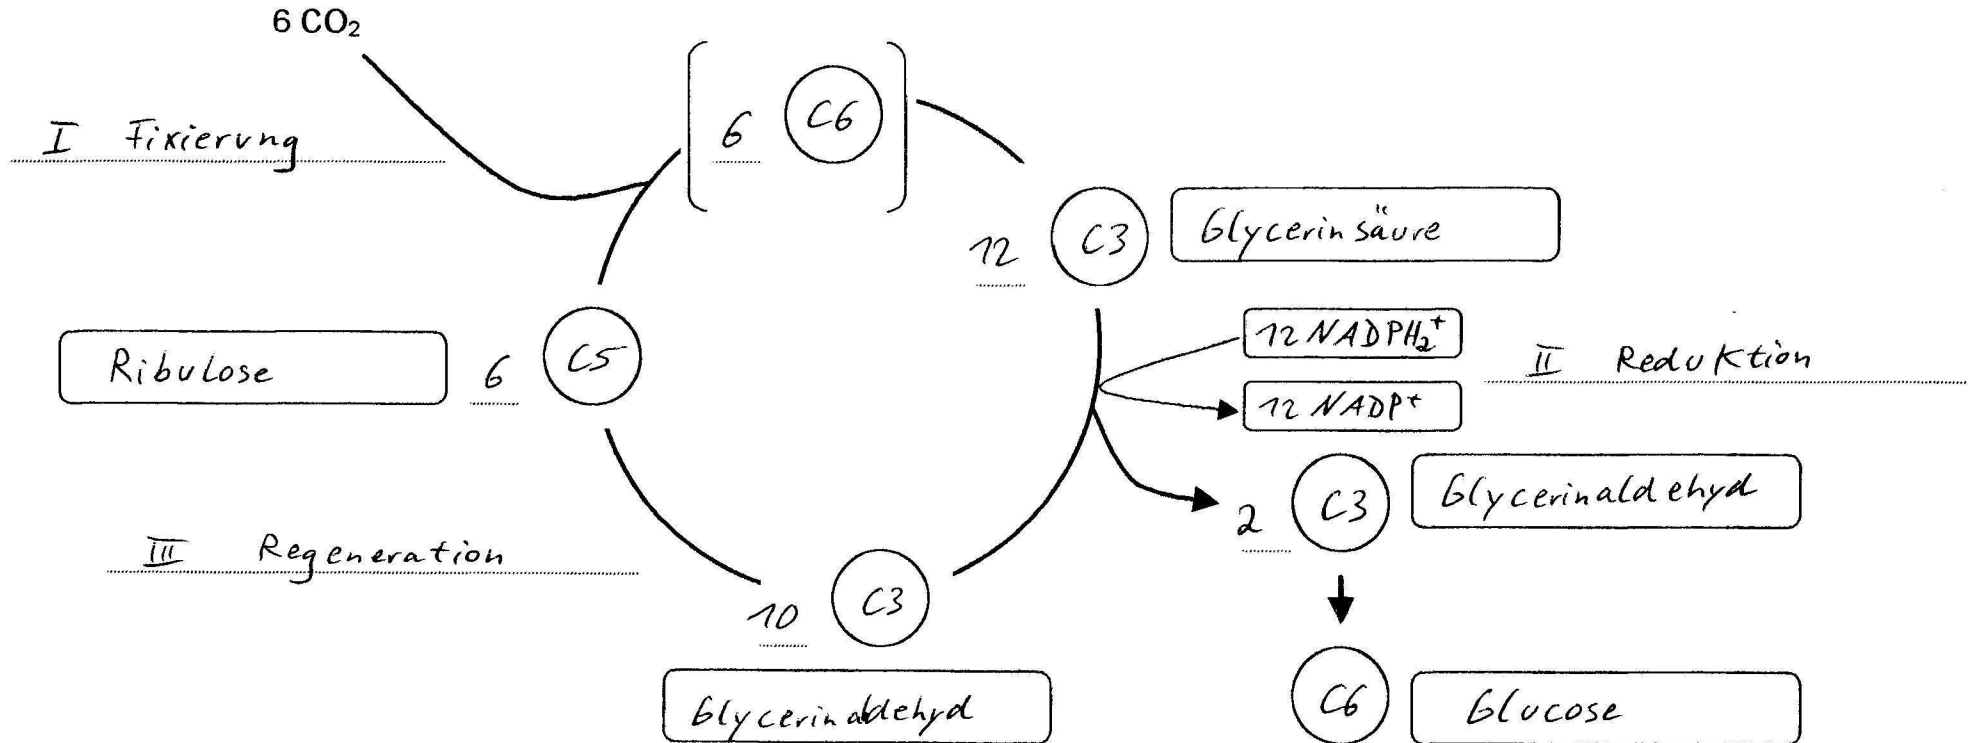 6 CO₂
I Fixierung
6 C6
12 C3 Glycerinsäure
12 NADPH₂⁺
12 NADP⁺
II Reduktion
Ribulose 6 C5
2 C3 Glycerinaldehyd
III Regeneration
10 C3
Glycerinaldehyd
C6 Glucose